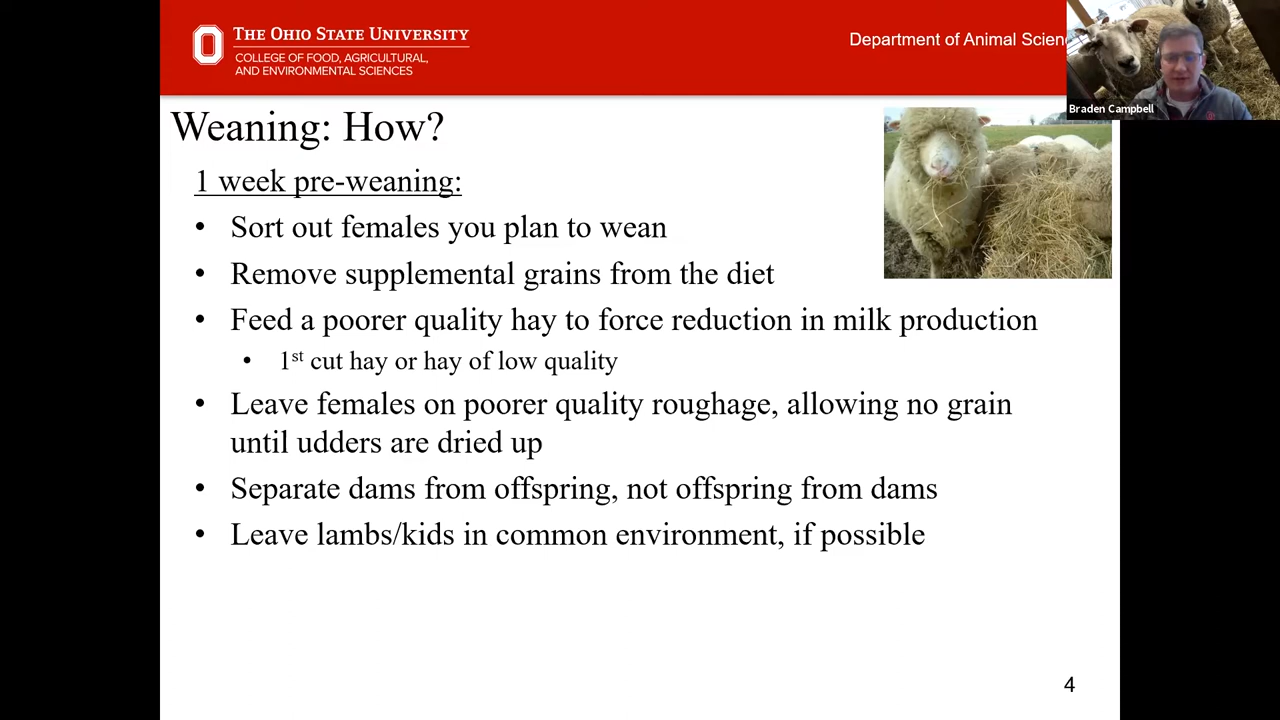 THE OHIO STATE UNIVERSITY
COLLEGE OF FOOD, AGRICULTURAL,
AND ENVIRONMENTAL SCIENCES
Department of Animal Scien
Braden Campbell
Weaning: How?
1 week pre-weaning:
• Sort out females you plan to wean
• Remove supplemental grains from the diet
• Feed a poorer quality hay to force reduction in milk production
• 1st cut hay or hay of low quality
• Leave females on poorer quality roughage, allowing no grain
until udders are dried up
• Separate dams from offspring, not offspring from dams
• Leave lambs/kids in common environment, if possible
4